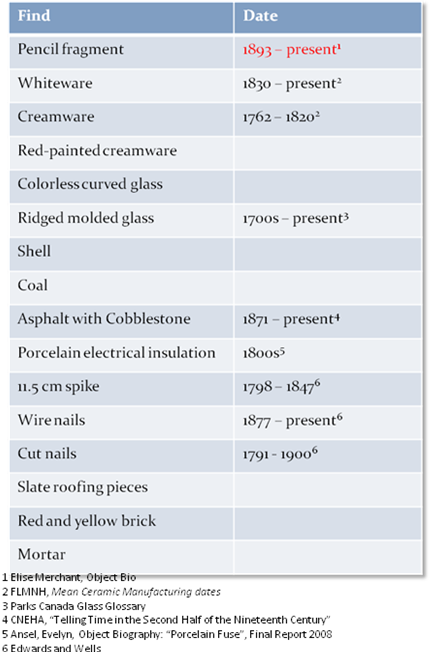 Find Date
Pencil fragment 1893 – present¹
Whiteware 1830 – present²
Creamware 1762 – 1820²
Red-painted creamware
Colorless curved glass
Ridged molded glass 1700s – present³
Shell
Coal
Asphalt with Cobblestone 1871 – present⁴
Porcelain electrical insulation 1800s⁵
11.5 cm spike 1798 – 1847⁶
Wire nails 1877 – present⁶
Cut nails 1791 - 1900⁶
Slate roofing pieces
Red and yellow brick
Mortar
1 Elise Merchant, Object Bio
2 FLMNH, Mean Ceramic Manufacturing dates
3 Parks Canada Glass Glossary
4 CNEHA, “Telling Time in the Second Half of the Nineteenth Century”
5 Ansel, Evelyn, Object Biography: “Porcelain Fuse”, Final Report 2008
6 Edwards and Wells